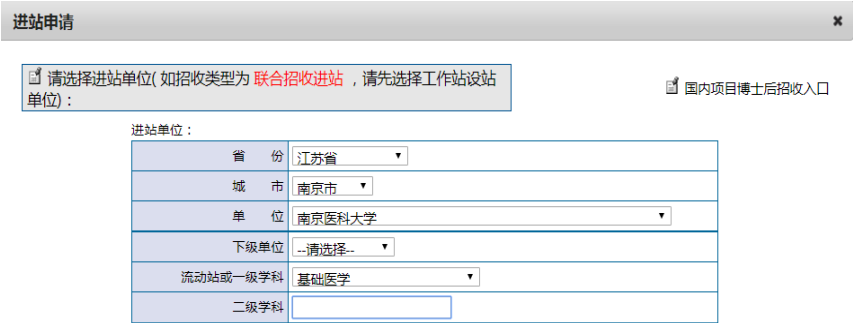 进站申请 ✖
请选择进站单位( 如招收类型为 联合招收进站 ，请先选择工作站设站
单位)：
国内项目博士后招收入口
进站单位：
省 份 江苏省
城 市 南京市
单 位 南京医科大学
下级单位 --请选择--
流动站或一级学科 基础医学
二级学科